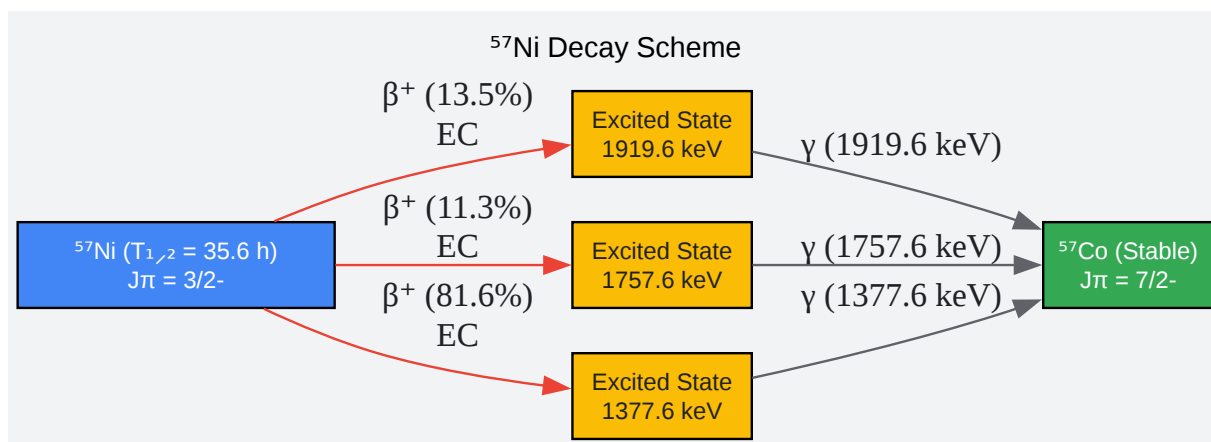 ⁵⁷Ni Decay Scheme
β⁺ (13.5%)
EC
Excited State
1919.6 keV
γ (1919.6 keV)
⁵⁷Ni (T₁⸝₂ = 35.6 h)
Jπ = 3/2-
β⁺ (11.3%)
EC
Excited State
1757.6 keV
γ (1757.6 keV)
⁵⁷Co (Stable)
Jπ = 7/2-
β⁺ (81.6%)
EC
Excited State
1377.6 keV
γ (1377.6 keV)